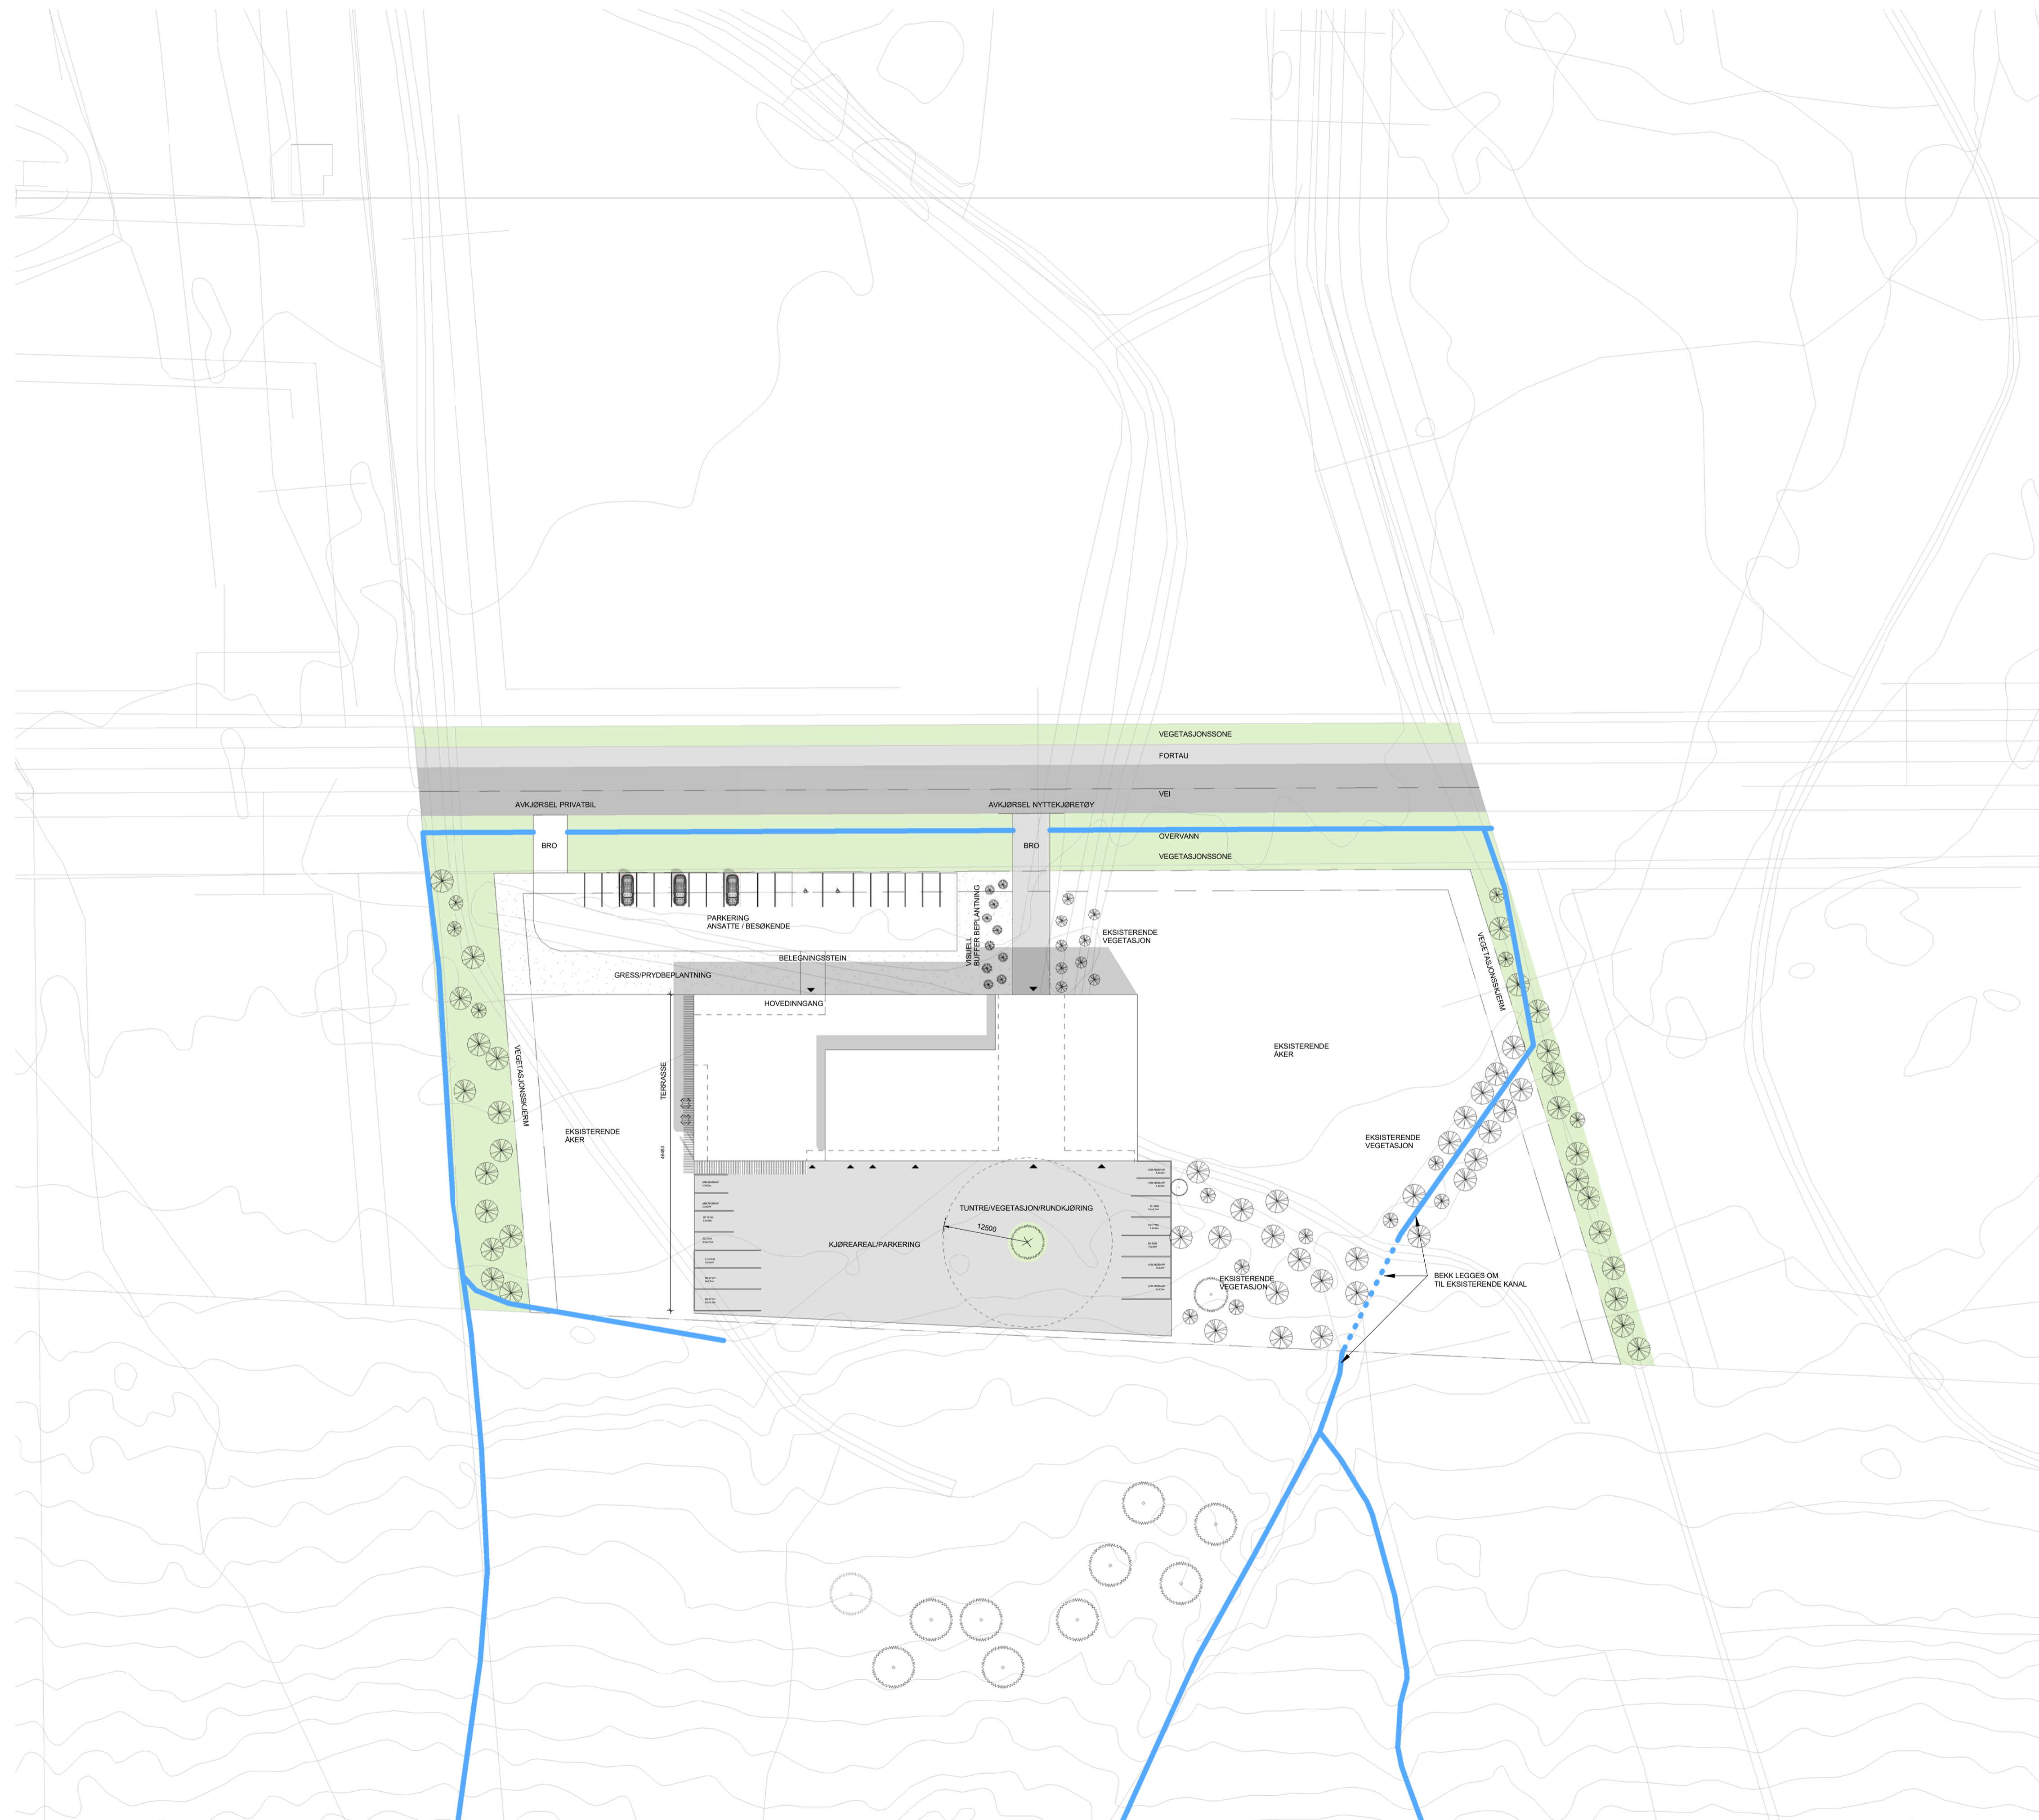 VEGETASJONSSONE
FORTAU
VEI
AVKJØRSEL PRIVATBIL
AVKJØRSEL NYTTEKJØRETØY
OVERVANN
BRO
BRO
VEGETASJONSSONE
PARKERING
ANSATTE / BESØKENDE
VISUELL
BUFFER BEPLANTNING
EKSISTERENDE
VEGETASJON
VEGETASJONSSKJERM
BELEGNINGSSTEIN
GRESS/PRYDBEPLANTNING
HOVEDINNGANG
VEGETASJONSSKJERM
TERRASSE
EKSISTERENDE
ÅKER
EKSISTERENDE
ÅKER
EKSISTERENDE
VEGETASJON
46483
TUNTRE/VEGETASJON/RUNDKJØRING
12500
KJØREAREAL/PARKERING
EKSISTERENDE
VEGETASJON
BEKK LEGGES OM
TIL EKSISTERENDE KANAL